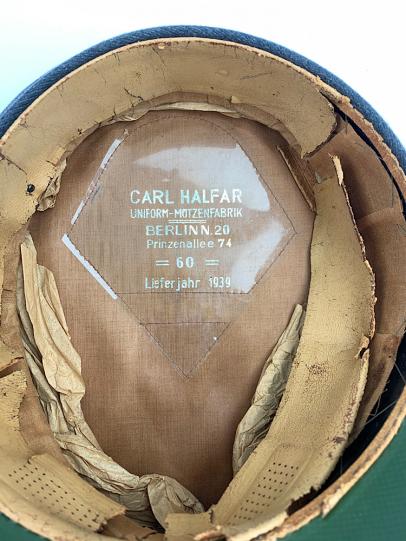 CARL HALFAR
UNIFORM-MÜTZENFABRIK
BERLIN N.20
Prinzenallee 74
= 60 =
Lieferjahr 1939